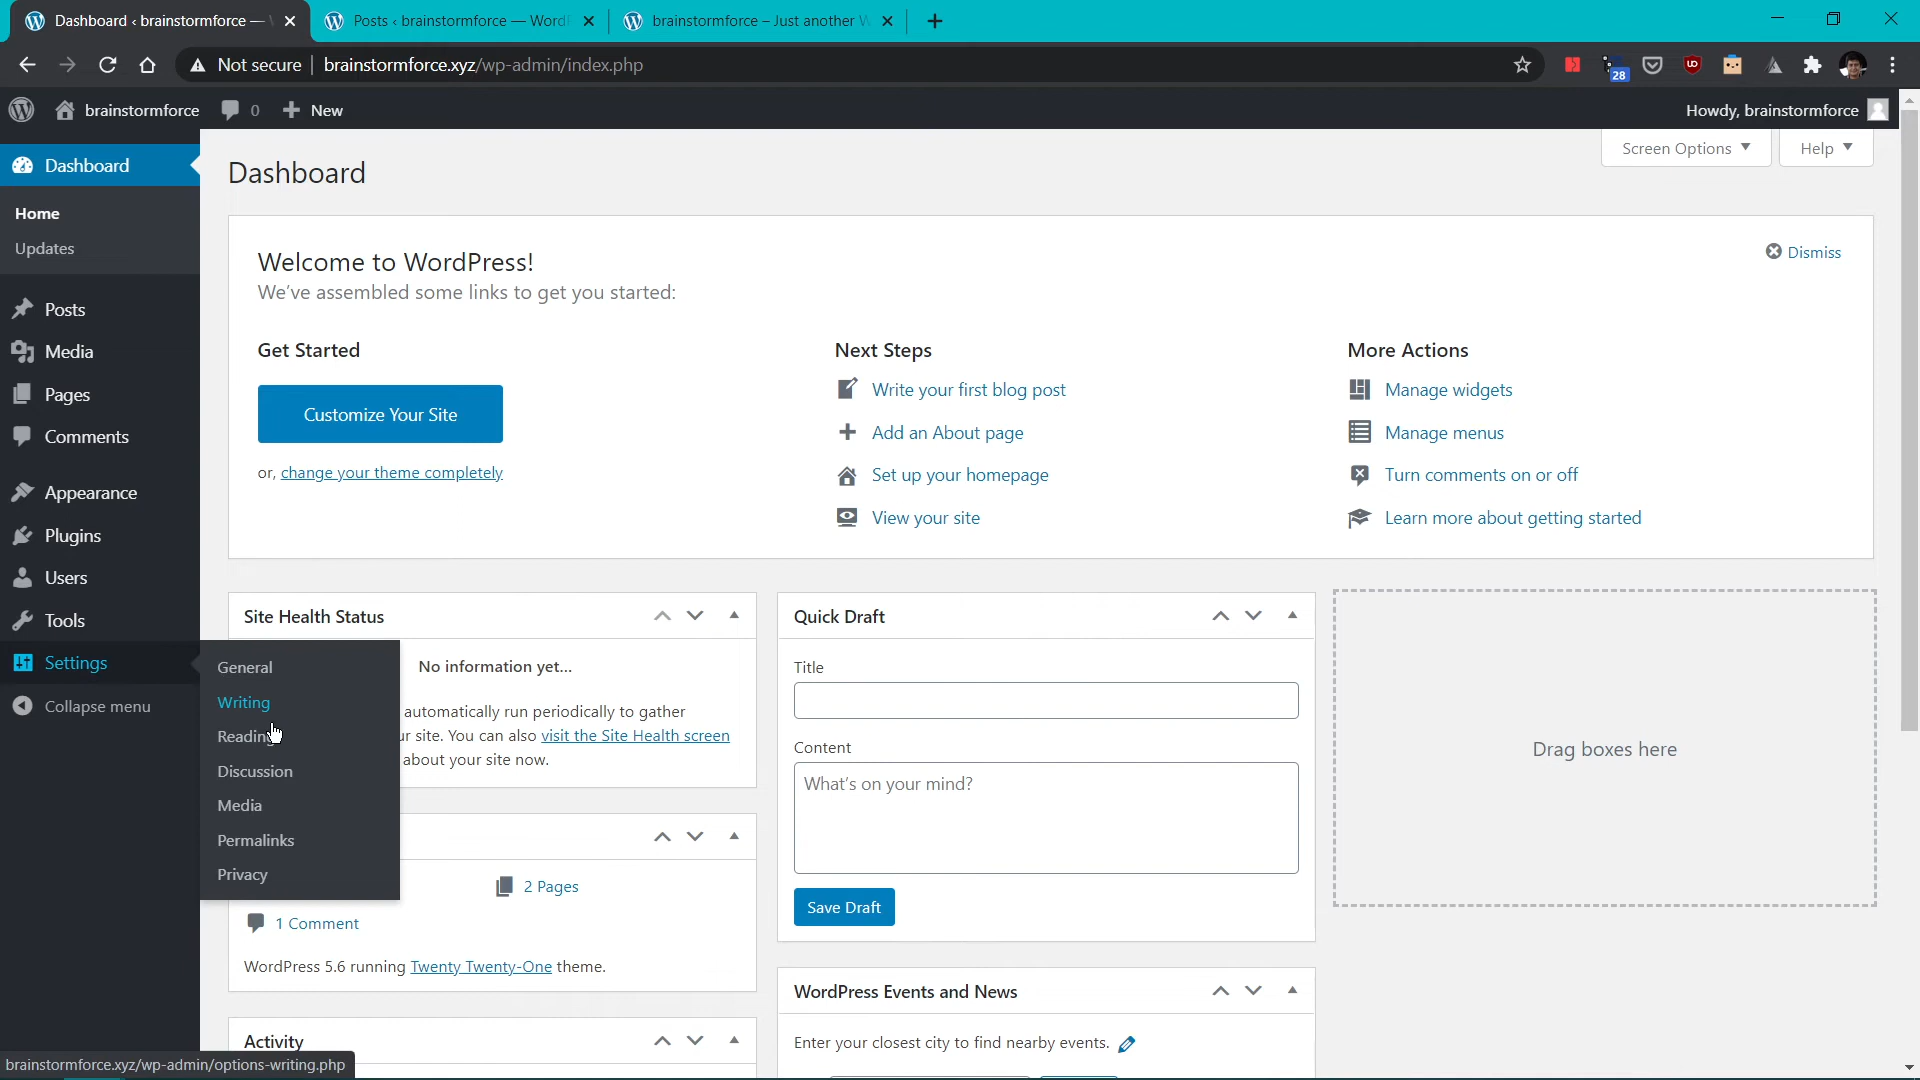 Dashboard ‹ brainstormforce —
Posts ‹ brainstormforce — Word
brainstormforce – Just another W
Not secure | brainstormforce.xyz/wp-admin/index.php
28
brainstormforce
0
New
Howdy, brainstormforce
Dashboard
Home
Updates
Posts
Media
Pages
Comments
Appearance
Plugins
Users
Tools
Settings
Collapse menu
General
Writing
Reading
Discussion
Media
Permalinks
Privacy
Dashboard
Screen Options
Help
Welcome to WordPress!
We've assembled some links to get you started:
Dismiss
Get Started
Customize Your Site
or, change your theme completely
Next Steps
Write your first blog post
Add an About page
Set up your homepage
View your site
More Actions
Manage widgets
Manage menus
Turn comments on or off
Learn more about getting started
Site Health Status
No information yet...
automatically run periodically to gather
site. You can also visit the Site Health screen
about your site now.
2 Pages
1 Comment
WordPress 5.6 running Twenty Twenty-One theme.
Activity
Quick Draft
Title
Content
What's on your mind?
Save Draft
WordPress Events and News
Enter your closest city to find nearby events.
Drag boxes here
brainstormforce.xyz/wp-admin/options-writing.php